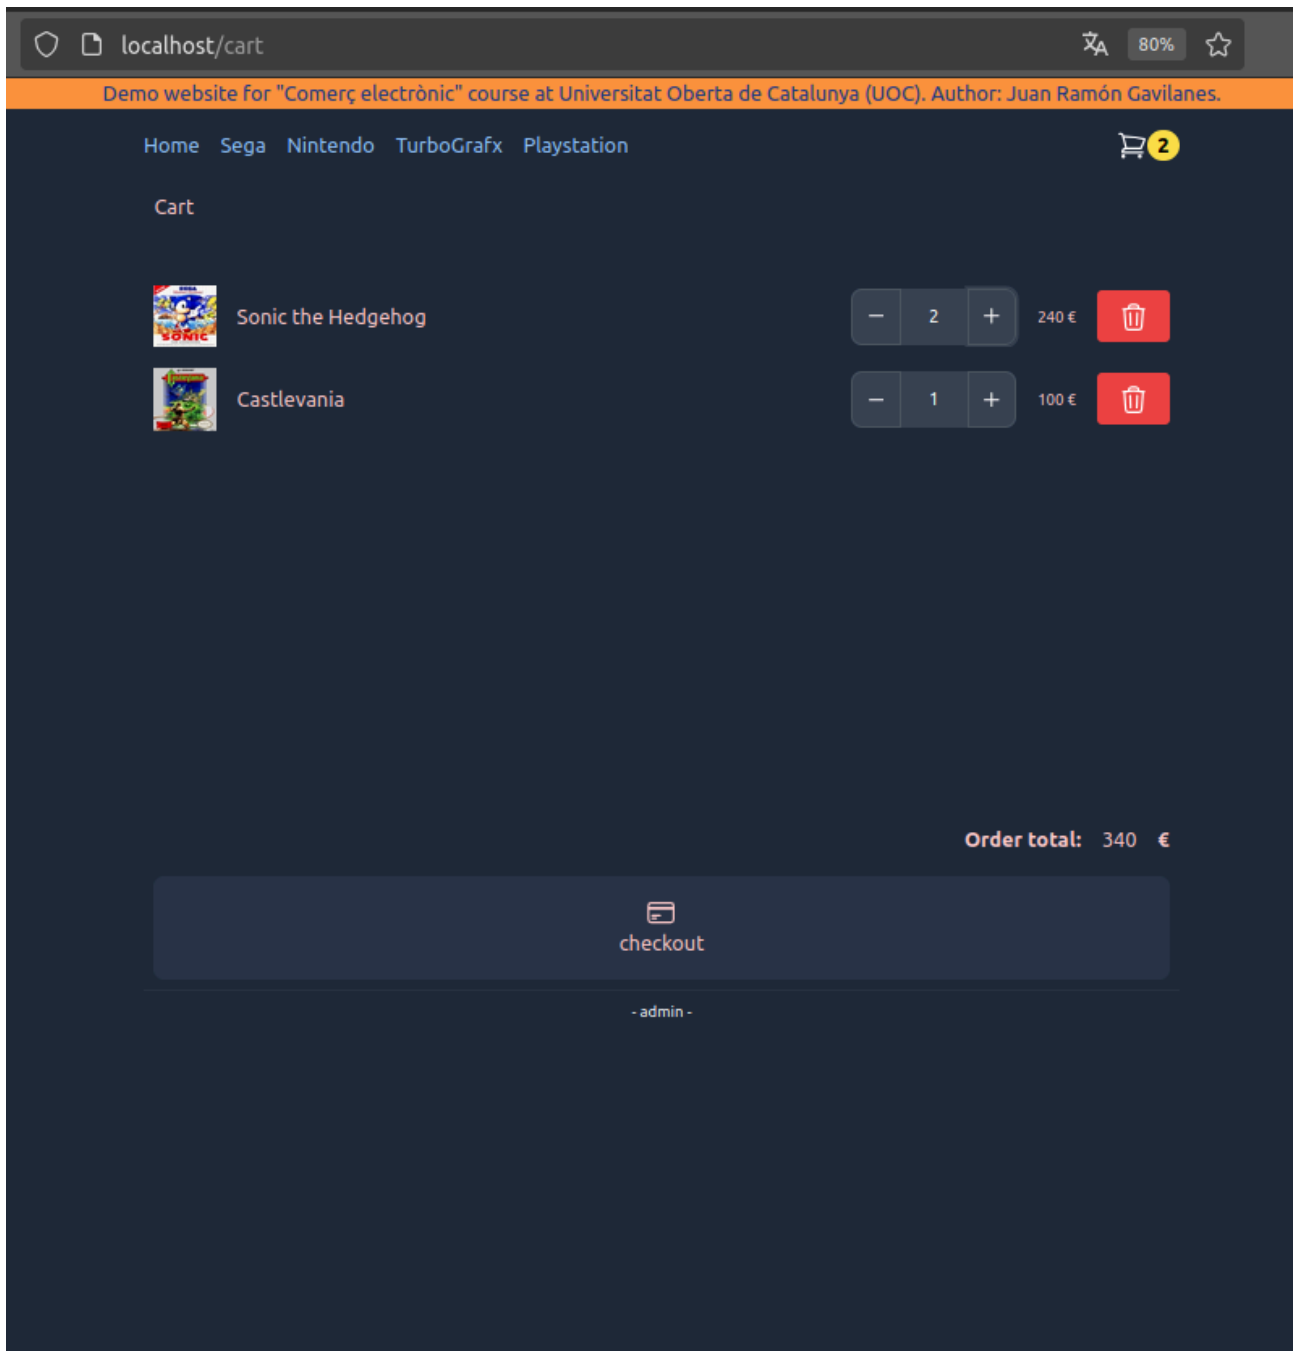 localhost/cart
80%
Demo website for "Comerç electrònic" course at Universitat Oberta de Catalunya (UOC). Author: Juan Ramón Gavilanes.
Home Sega Nintendo TurboGrafx Playstation 2
Cart
SEGA
SONIC
Sonic the Hedgehog − 2 + 240 €
Castlevania − 1 + 100 €
Order total: 340 €
checkout
- admin -